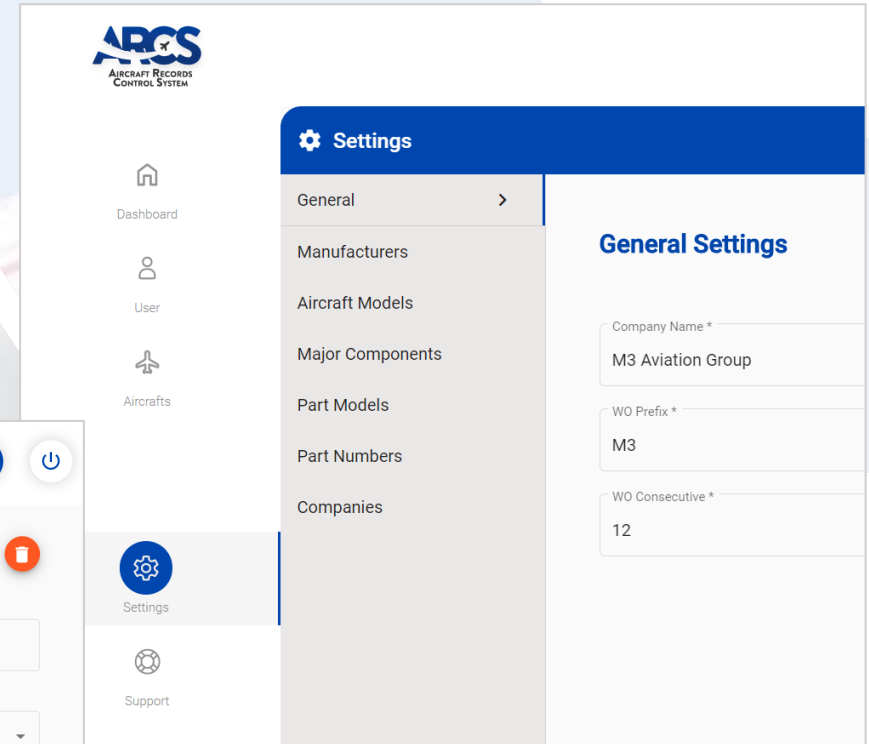 ARCS
AIRCRAFT RECORDS
CONTROL SYSTEM
Settings
Dashboard
User
Aircrafts
Settings
Support
General
Manufacturers
Aircraft Models
Major Components
Part Models
Part Numbers
Companies
General Settings
Company Name *
M3 Aviation Group
WO Prefix *
M3
WO Consecutive *
12